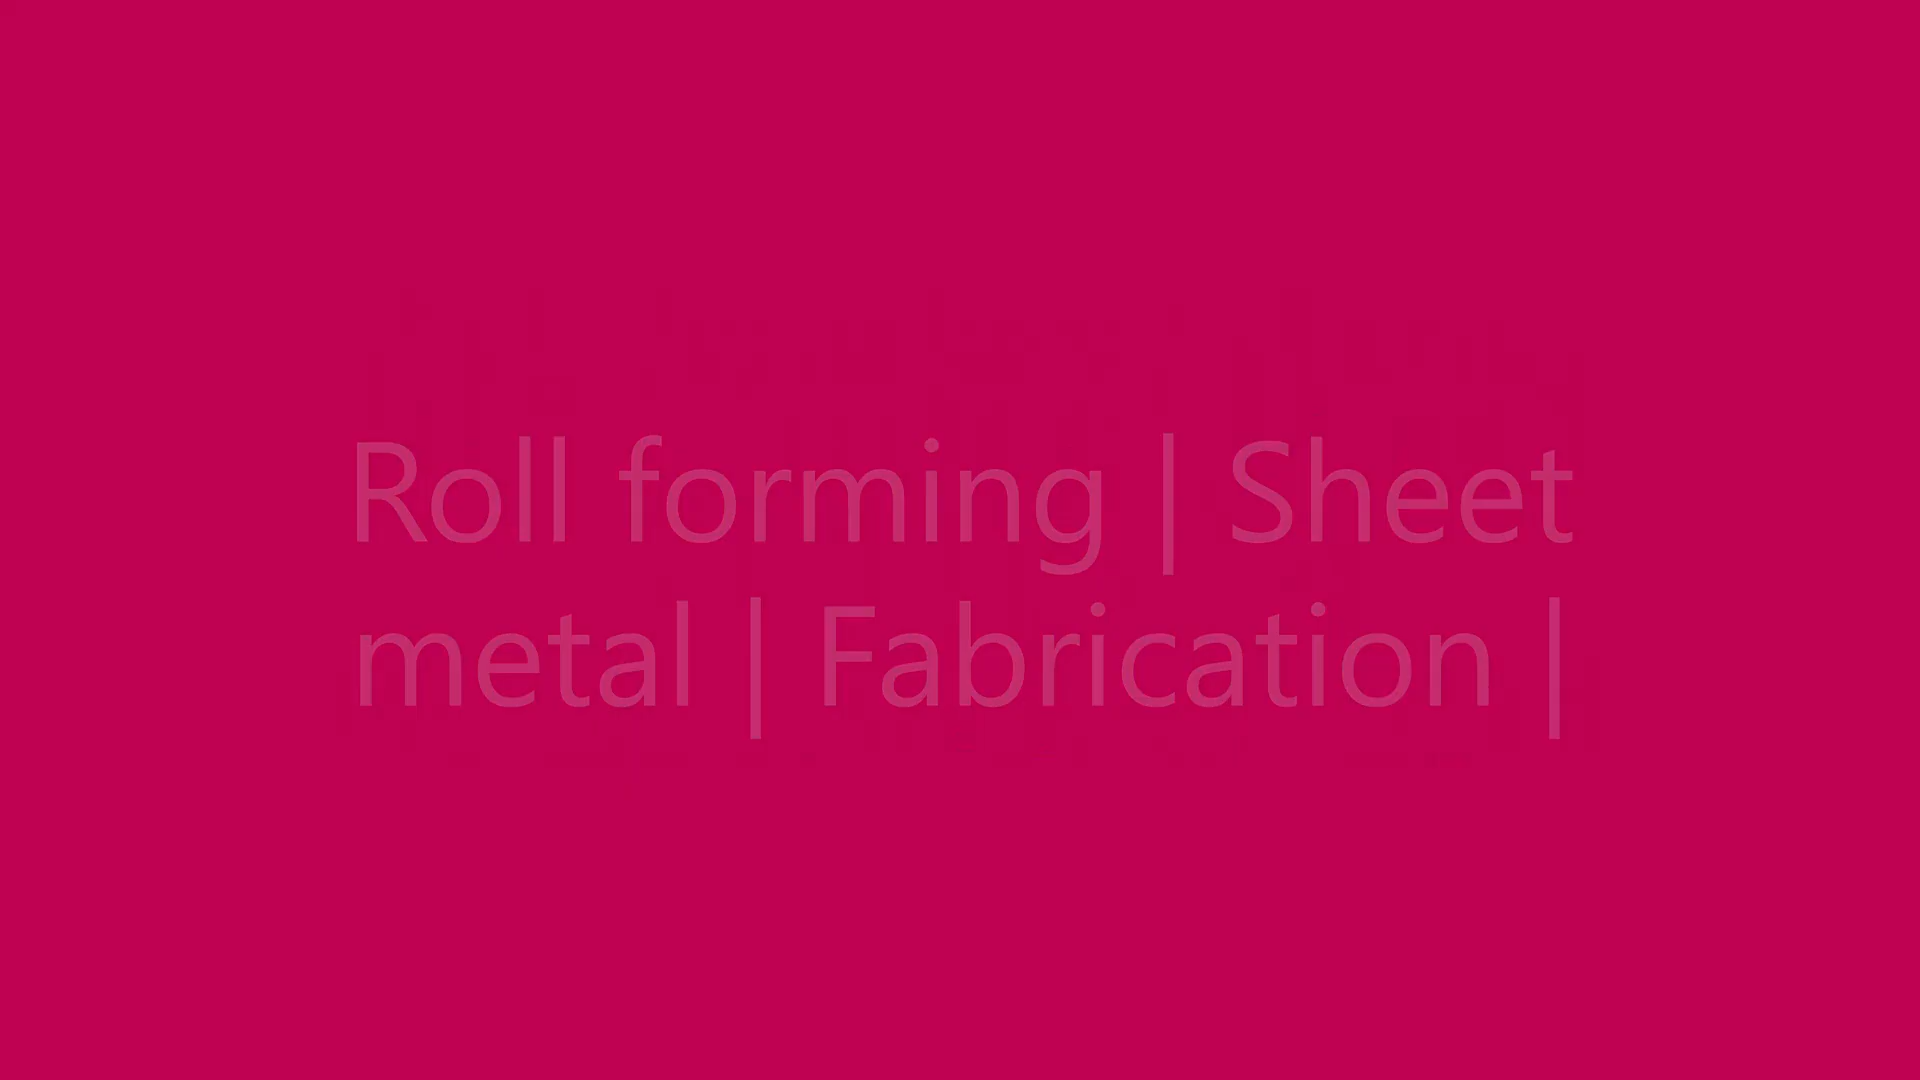 Roll forming | Sheet
metal | Fabrication |